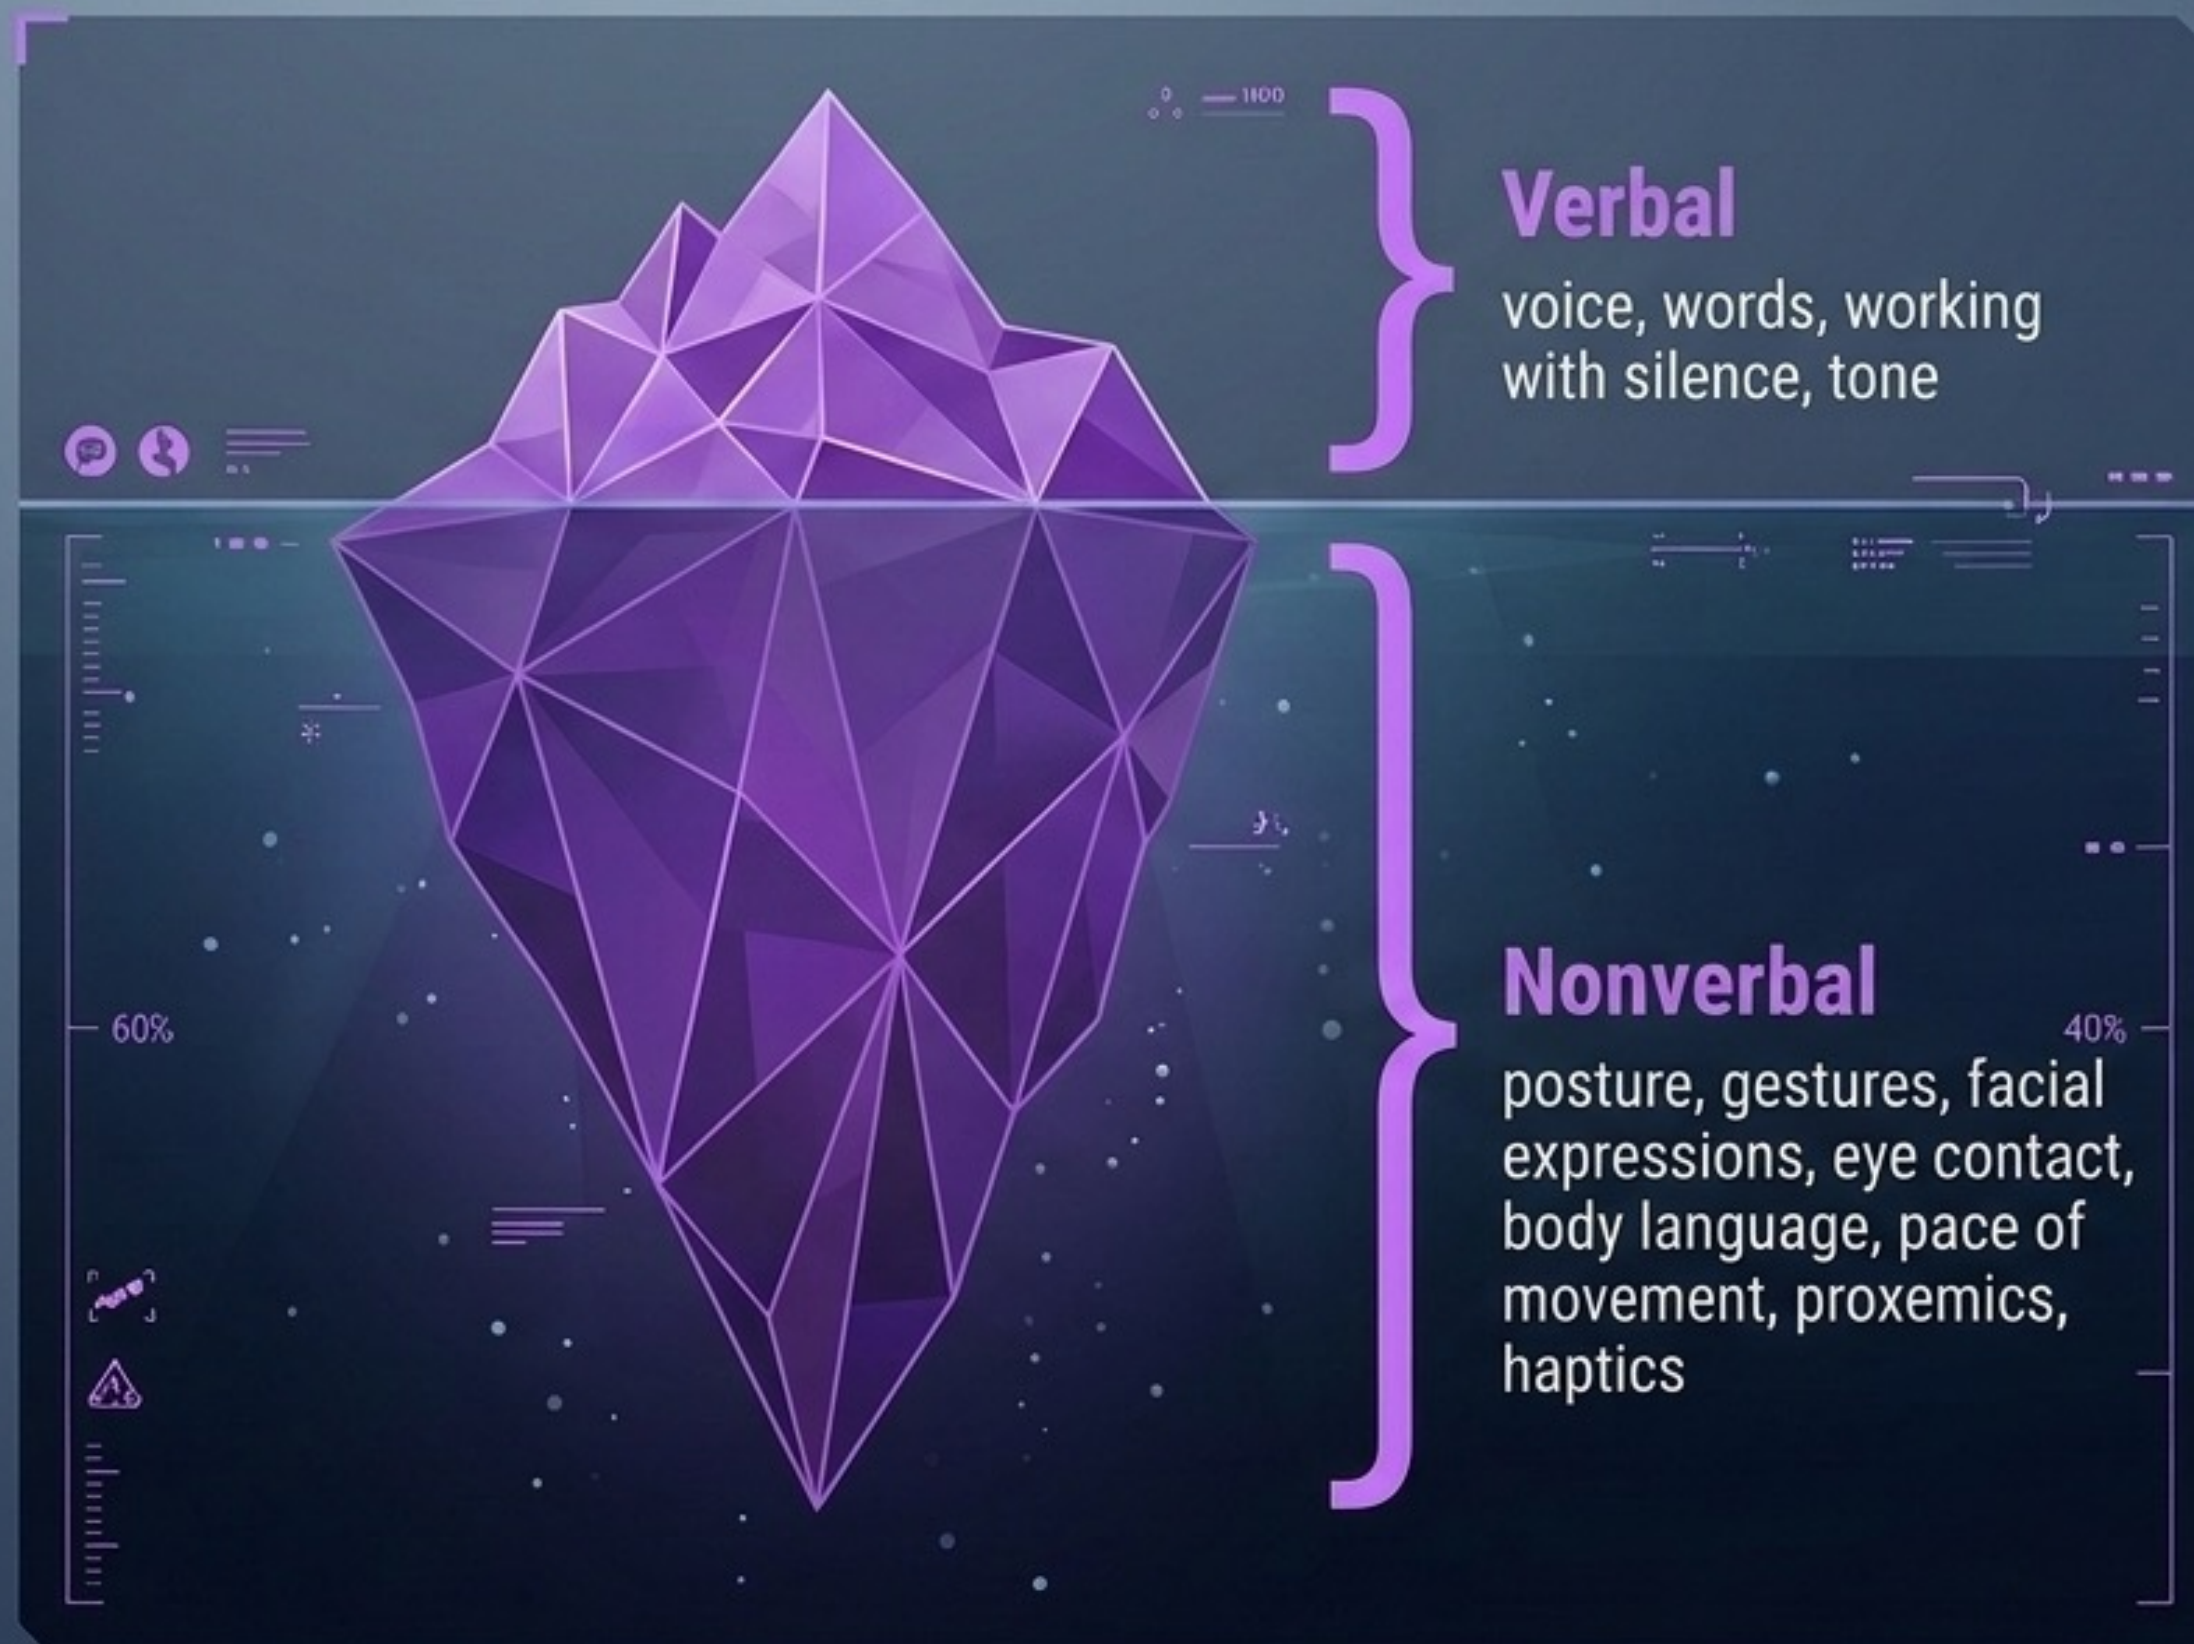 Verbal
voice, words, working
with silence, tone
60%
Nonverbal
40%
posture, gestures, facial
expressions, eye contact,
body language, pace of
movement, proxemics,
haptics